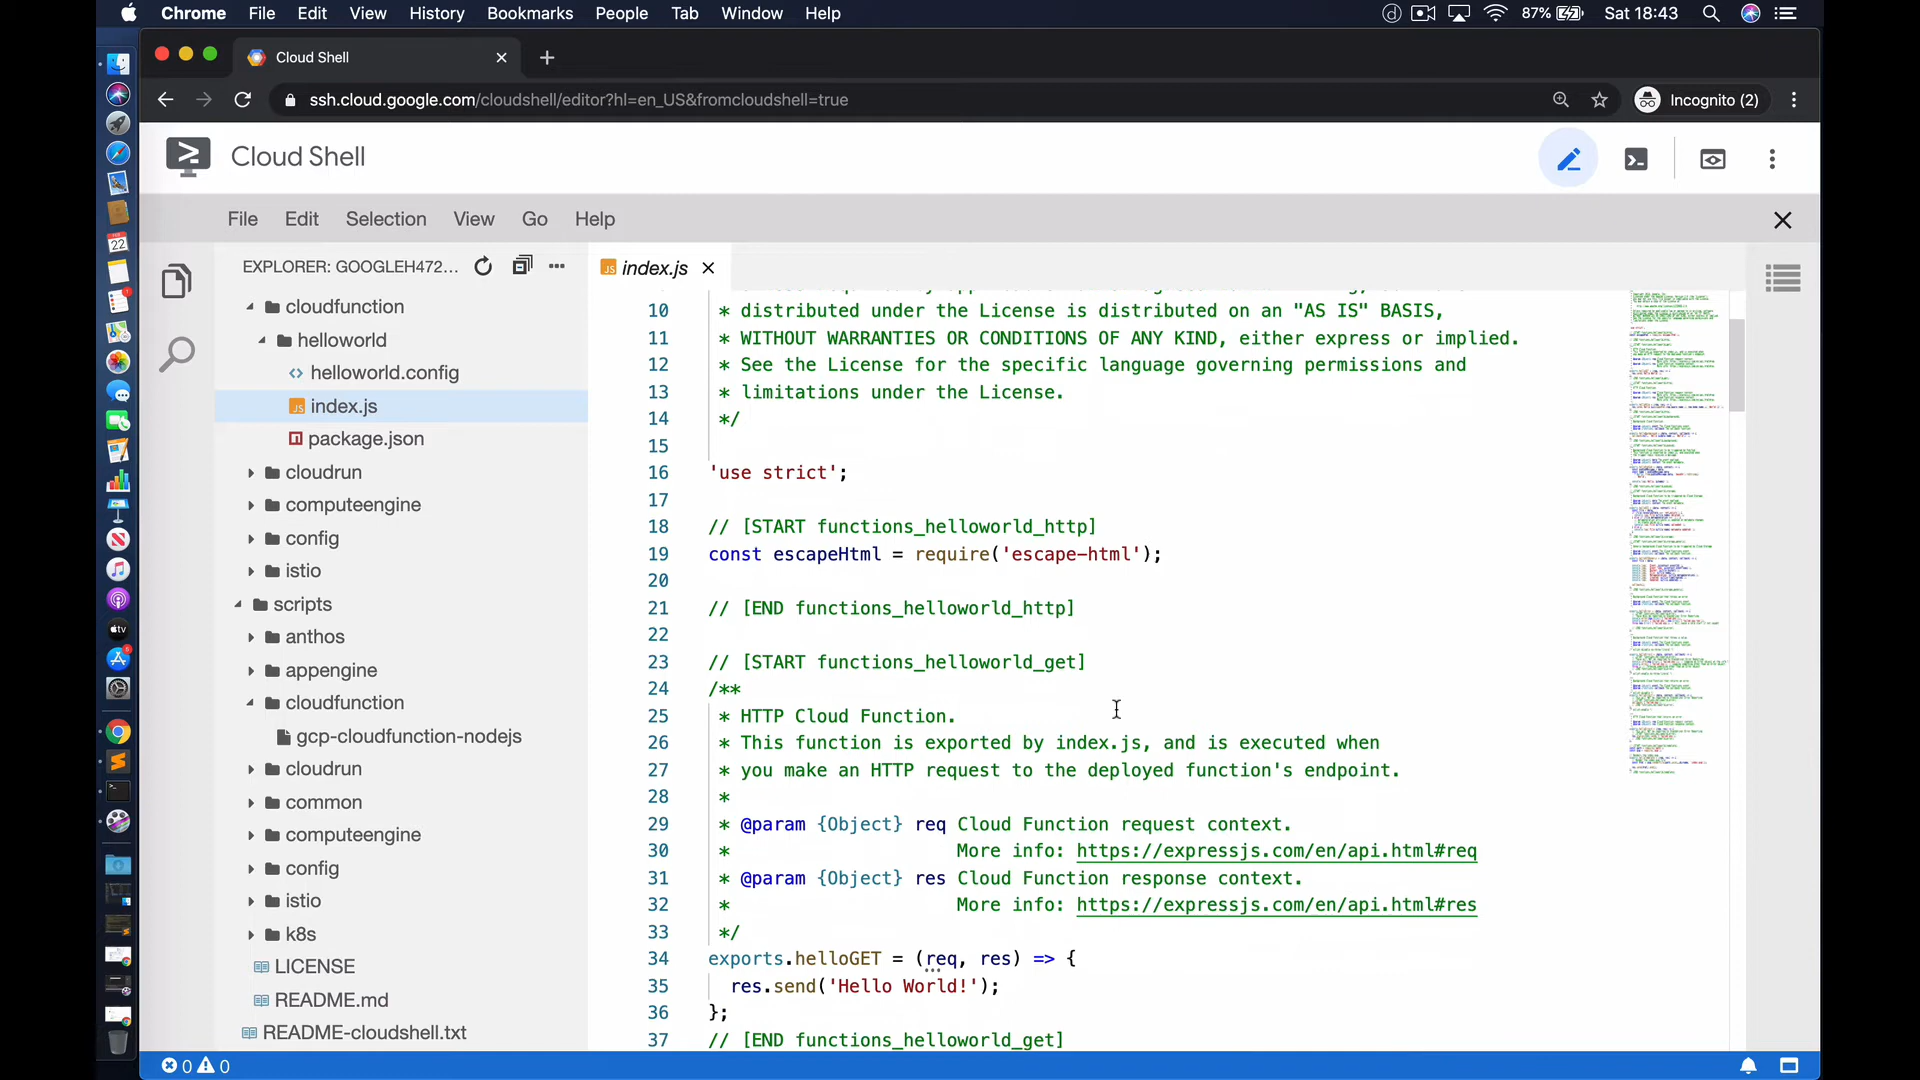 Chrome File Edit View History Bookmarks People Tab Window Help 87% Sat 18:43
Cloud Shell
ssh.cloud.google.com/cloudshell/editor?hl=en_US&fromcloudshell=true Incognito (2)
Cloud Shell
File Edit Selection View Go Help
EXPLORER: GOOGLEH472...
index.js
cloudfunction
helloworld
helloworld.config
index.js
package.json
cloudrun
computeengine
config
istio
scripts
anthos
appengine
cloudfunction
gcp-cloudfunction-nodejs
cloudrun
common
computeengine
config
istio
k8s
LICENSE
README.md
README-cloudshell.txt
10 * distributed under the License is distributed on an "AS IS" BASIS,
11 * WITHOUT WARRANTIES OR CONDITIONS OF ANY KIND, either express or implied.
12 * See the License for the specific language governing permissions and
13 * limitations under the License.
14 */
15
16 'use strict';
17
18 // [START functions_helloworld_http]
19 const escapeHtml = require('escape-html');
20
21 // [END functions_helloworld_http]
22
23 // [START functions_helloworld_get]
24 /**
25 * HTTP Cloud Function.
26 * This function is exported by index.js, and is executed when
27 * you make an HTTP request to the deployed function's endpoint.
28 *
29 * @param {Object} req Cloud Function request context.
30 * More info: https://expressjs.com/en/api.html#req
31 * @param {Object} res Cloud Function response context.
32 * More info: https://expressjs.com/en/api.html#res
33 */
34 exports.helloGET = (req, res) => {
35 res.send('Hello World!');
36 };
37 // [END functions_helloworld_get]
0 0